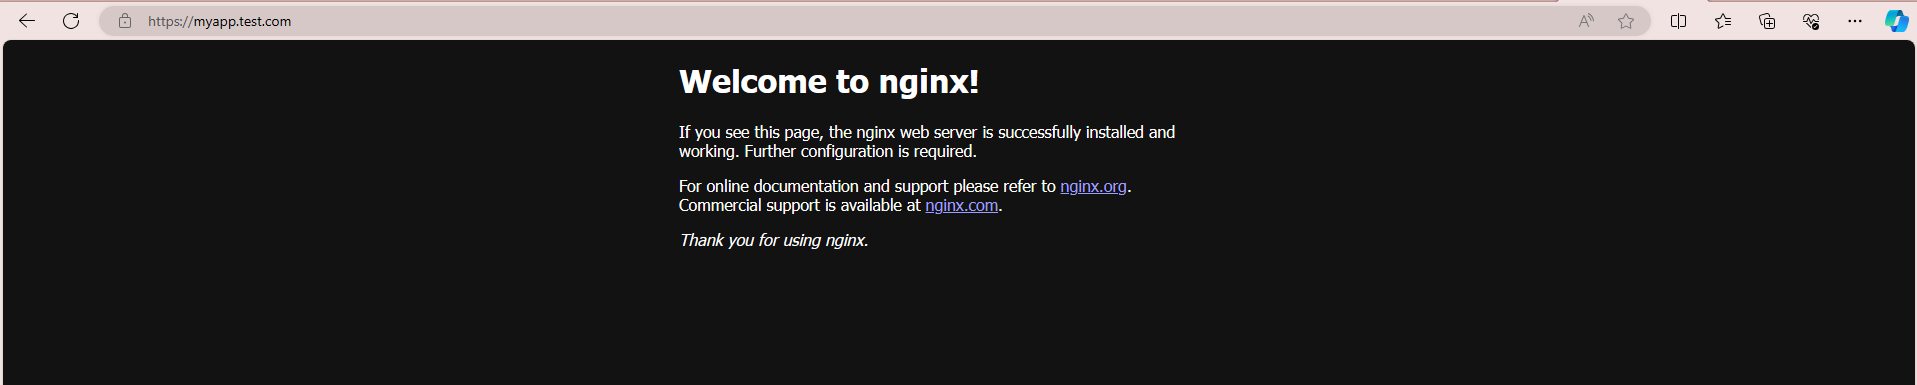 https://myapp.test.com
Welcome to nginx!
If you see this page, the nginx web server is successfully installed and
working. Further configuration is required.
For online documentation and support please refer to nginx.org.
Commercial support is available at nginx.com.
Thank you for using nginx.